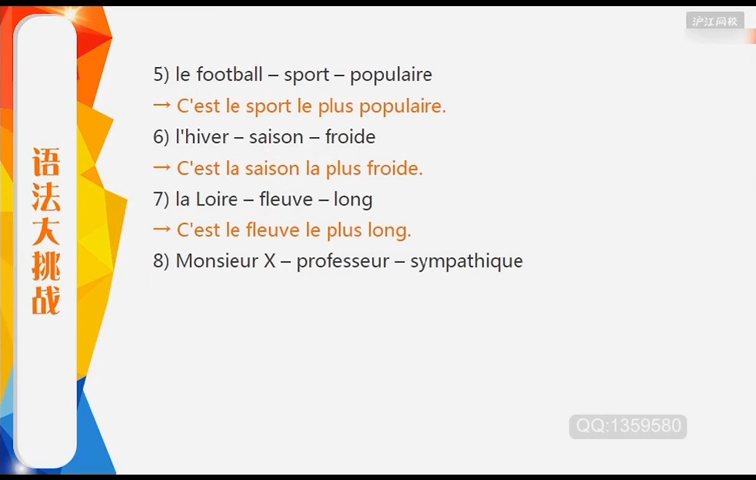 沪江网校
5) le football – sport – populaire
→ C'est le sport le plus populaire.
6) l'hiver – saison – froide
→ C'est la saison la plus froide.
7) la Loire – fleuve – long
→ C'est le fleuve le plus long.
8) Monsieur X – professeur – sympathique
语法大挑战
QQ:1359580